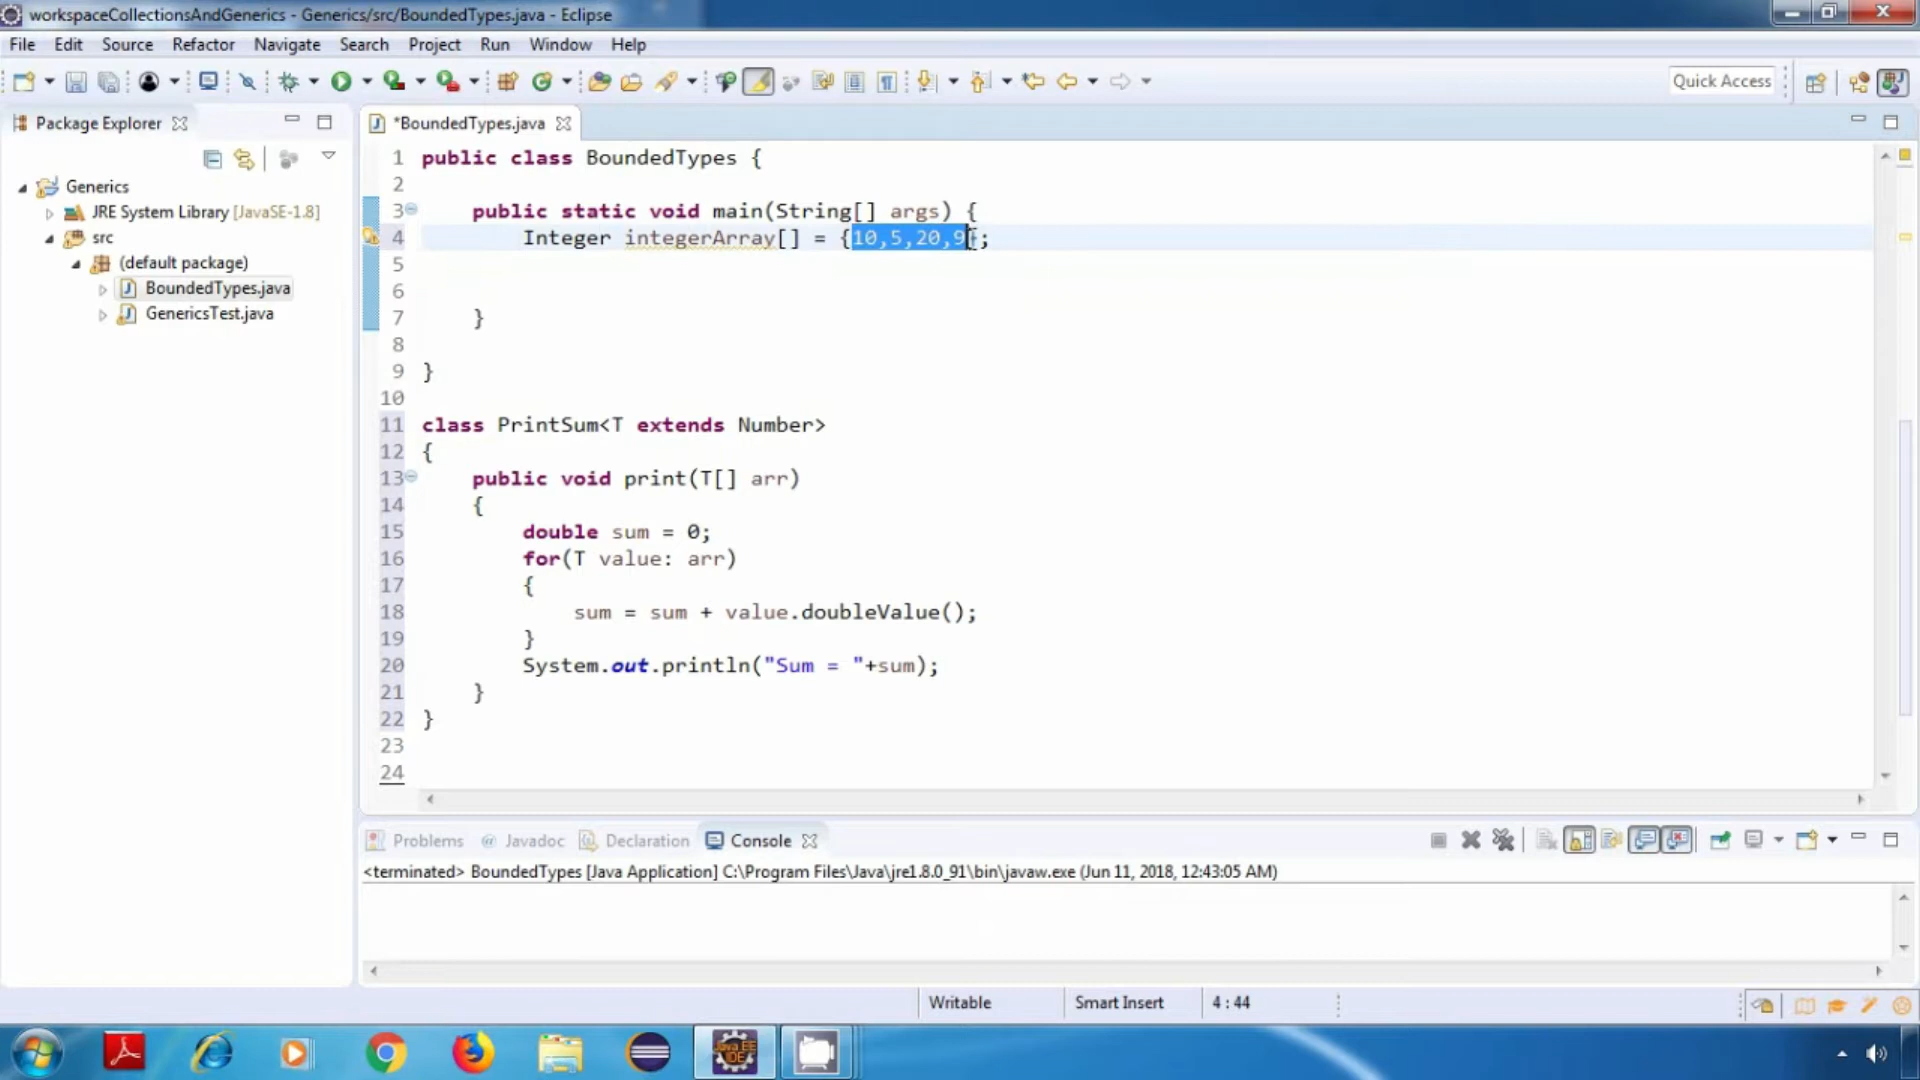 workspaceCollectionsAndGenerics - Generics/src/BoundedTypes.java - Eclipse
File Edit Source Refactor Navigate Search Project Run Window Help
Quick Access
Package Explorer
*BoundedTypes.java
Generics
JRE System Library [JavaSE-1.8]
src
(default package)
BoundedTypes.java
GenericsTest.java
1 public class BoundedTypes {
2
3 public static void main(String[] args) {
4 Integer integerArray[] = {10,5,20,9};
5
6
7 }
8
9 }
10
11 class PrintSum<T extends Number>
12 {
13 public void print(T[] arr)
14 {
15 double sum = 0;
16 for(T value: arr)
17 {
18 sum = sum + value.doubleValue();
19 }
20 System.out.println("Sum = "+sum);
21 }
22 }
23
24
Problems @ Javadoc Declaration Console
<terminated> BoundedTypes [Java Application] C:\Program Files\Java\jre1.8.0_91\bin\javaw.exe (Jun 11, 2018, 12:43:05 AM)
Writable Smart Insert 4 : 44
Java EE IDE